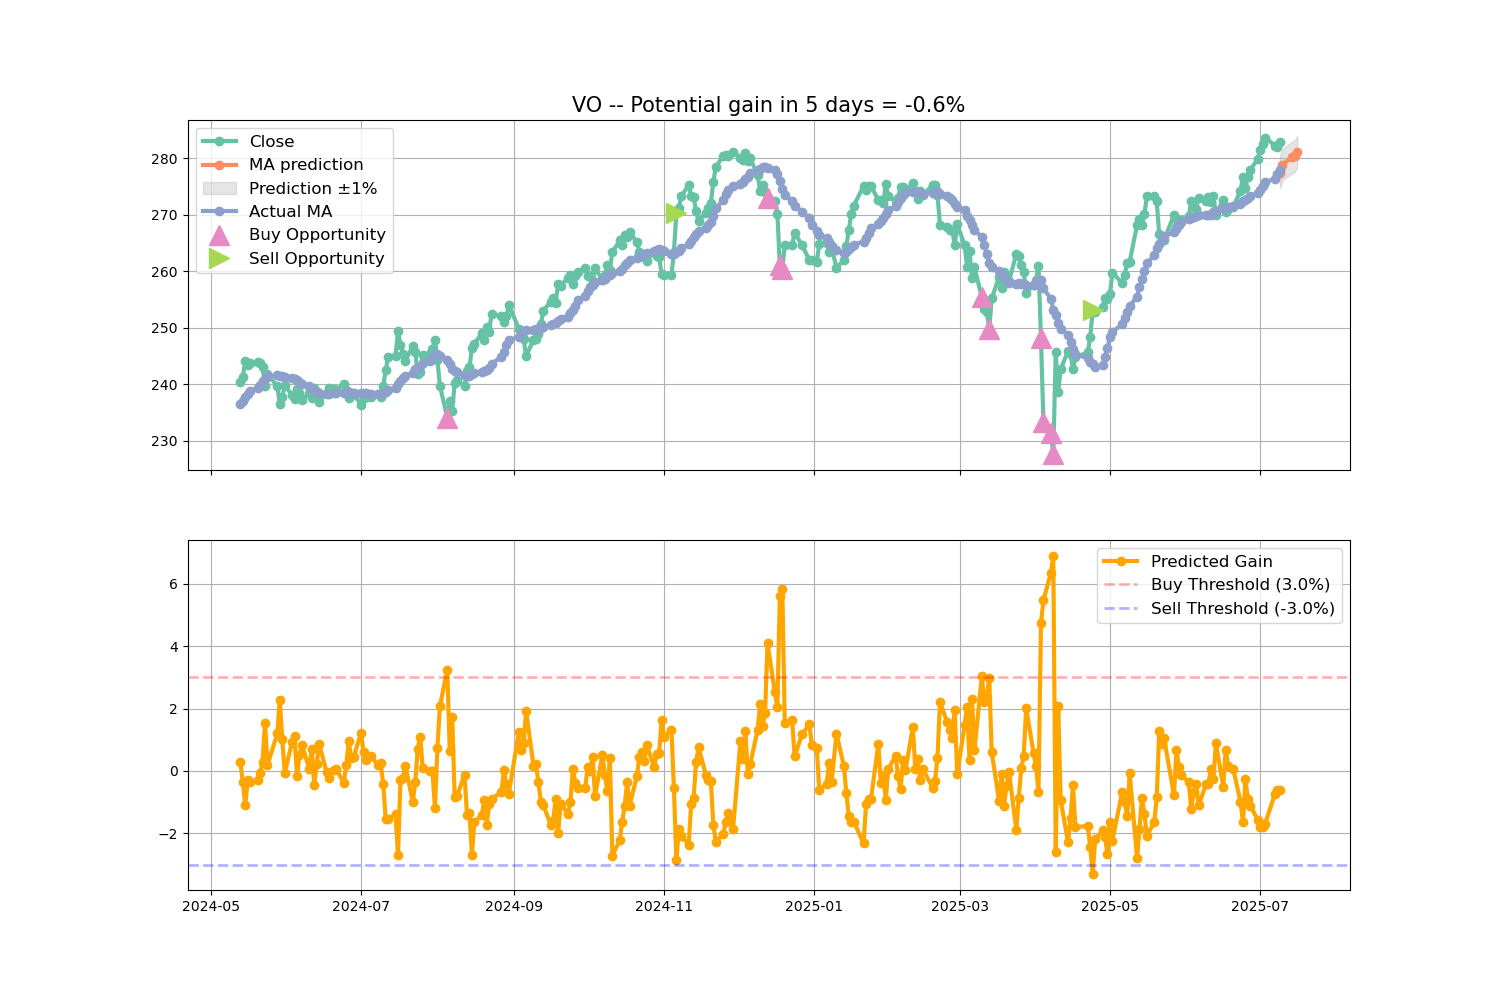 VO -- Potential gain in 5 days = -0.6%
Close
MA prediction
Prediction ±1%
Actual MA
Buy Opportunity
Sell Opportunity
280
270
260
250
240
230
Predicted Gain
Buy Threshold (3.0%)
Sell Threshold (-3.0%)
6
4
2
0
−2
2024-05 2024-07 2024-09 2024-11 2025-01 2025-03 2025-05 2025-07